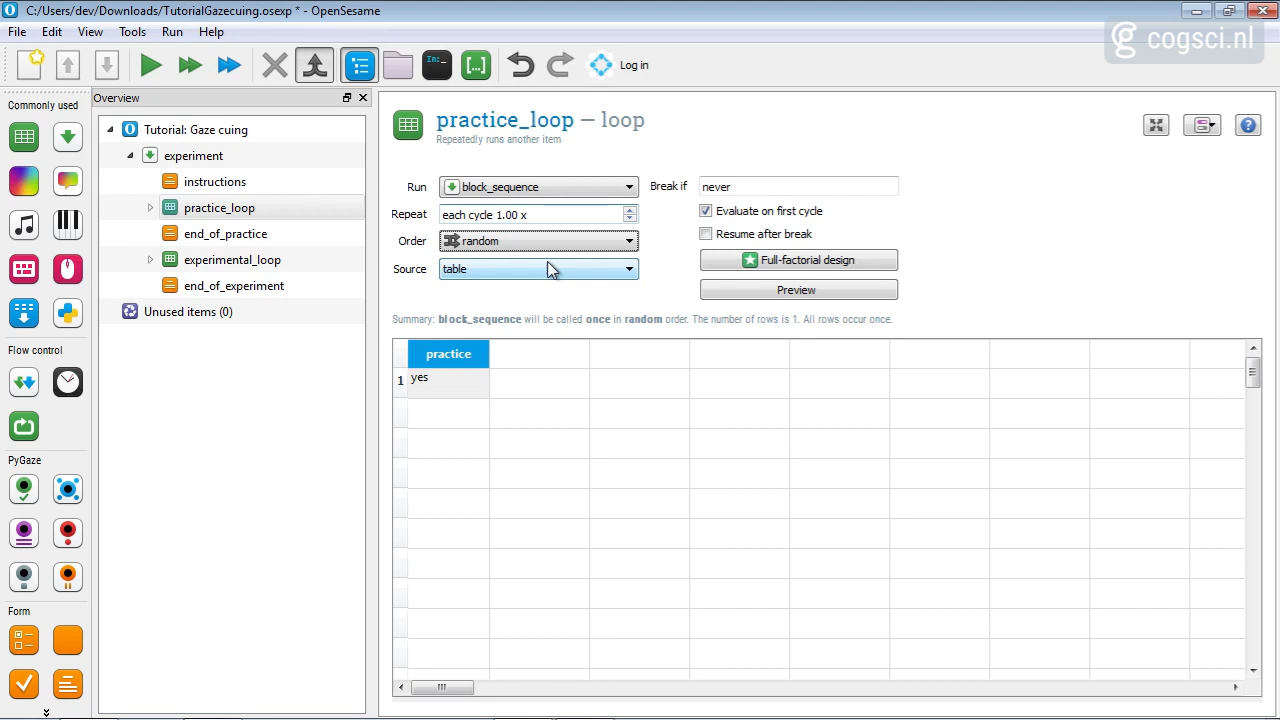 C:/Users/dev/Downloads/TutorialGazecuing.osexp * - OpenSesame
File Edit View Tools Run Help
cogsci.nl
Log in
Commonly used
Overview
Tutorial: Gaze cuing
experiment
instructions
practice_loop
end_of_practice
experimental_loop
end_of_experiment
Unused items (0)
Flow control
PyGaze
Form
practice_loop — loop
Repeatedly runs another item
Run block_sequence Break if never
Repeat each cycle 1.00 x Evaluate on first cycle
Order random Resume after break
Source table Full-factorial design
Preview
Summary: block_sequence will be called once in random order. The number of rows is 1. All rows occur once.
practice
1 yes